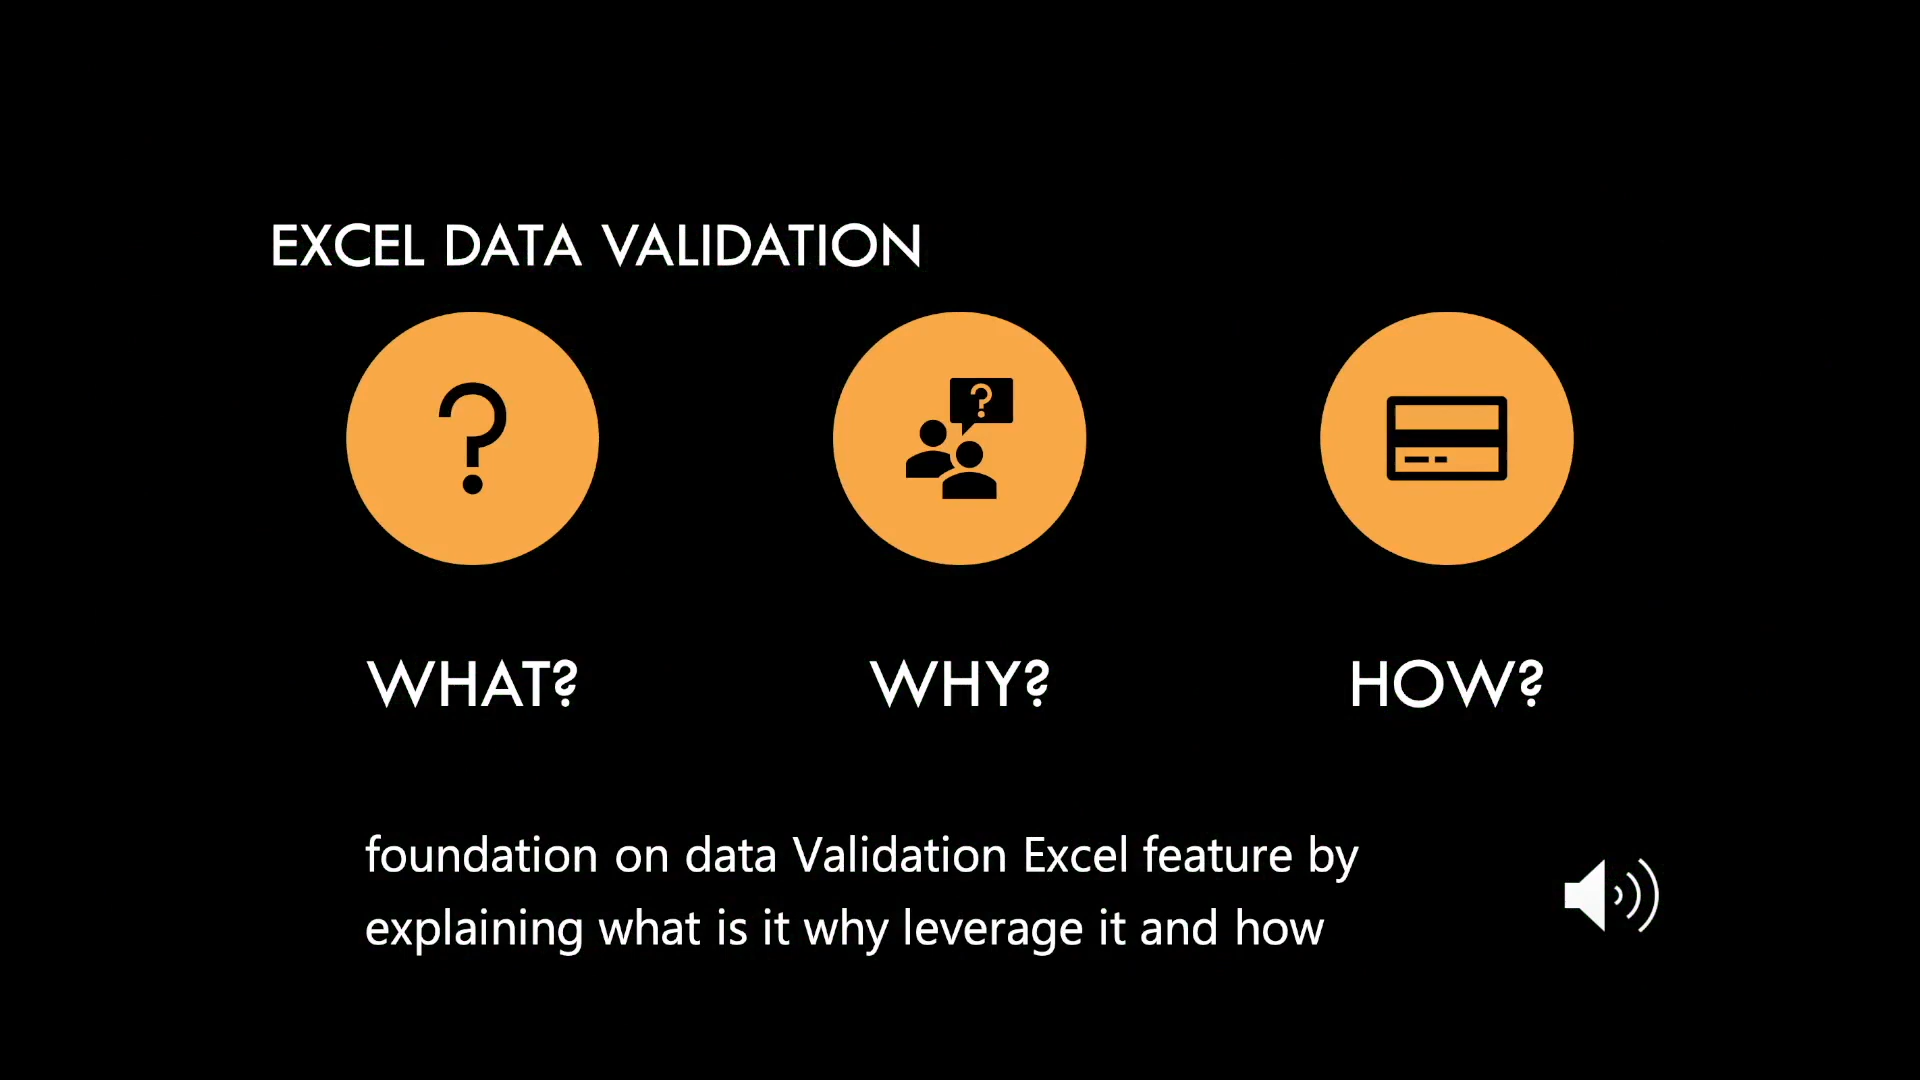 EXCEL DATA VALIDATION
?
?
WHAT?
WHY?
HOW?
foundation on data Validation Excel feature by
explaining what is it why leverage it and how